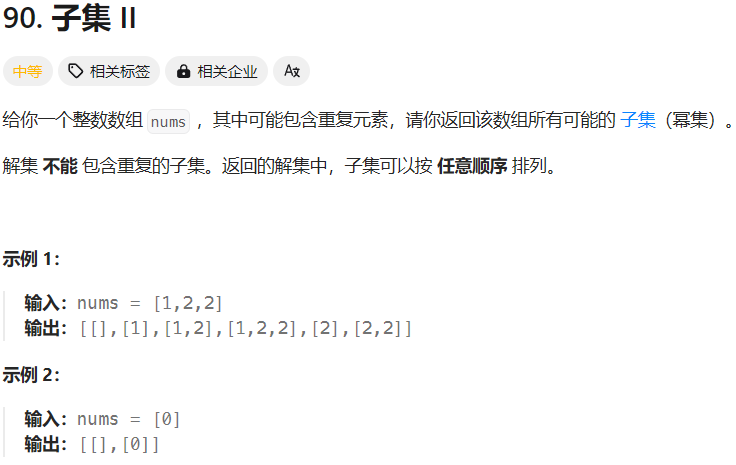 90. 子集 II
中等 相关标签 相关企业 Aあ
给你一个整数数组 nums ，其中可能包含重复元素，请你返回该数组所有可能的 子集（幂集）。
解集 不能 包含重复的子集。返回的解集中，子集可以按 任意顺序 排列。
示例 1：
输入：nums = [1,2,2]
输出：[[],[1],[1,2],[1,2,2],[2],[2,2]]
示例 2：
输入：nums = [0]
输出：[[],[0]]